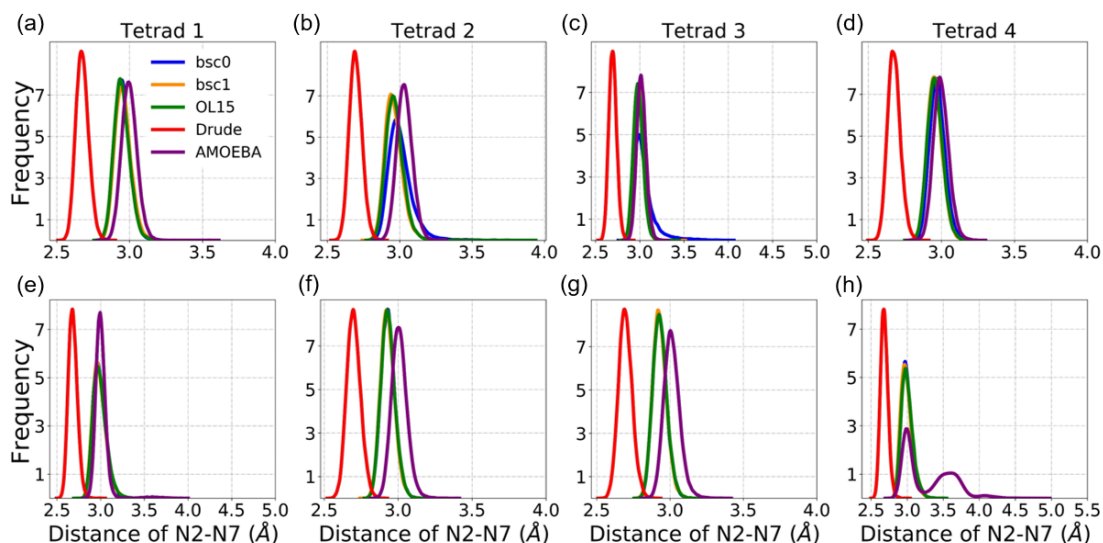 (a) Tetrad 1 (b) Tetrad 2 (c) Tetrad 3 (d) Tetrad 4
bsc0
bsc1
OL15
Drude
AMOEBA
Frequency
7 7 7 7
5 5 5 5
3 3 3 3
1 1 1 1
2.5 3.0 3.5 4.0 2.5 3.0 3.5 4.0 2.5 3.0 3.5 4.0 4.5 5.0 2.5 3.0 3.5 4.0
(e) (f) (g) (h)
Frequency
7 7 7 7
5 5 5 5
3 3 3 3
1 1 1 1
2.5 3.0 3.5 4.0 4.5 5.0 2.5 3.0 3.5 4.0 2.5 3.0 3.5 4.0 2.5 3.0 3.5 4.0 4.5 5.0 5.5
Distance of N2-N7 (Å) Distance of N2-N7 (Å) Distance of N2-N7 (Å) Distance of N2-N7 (Å)